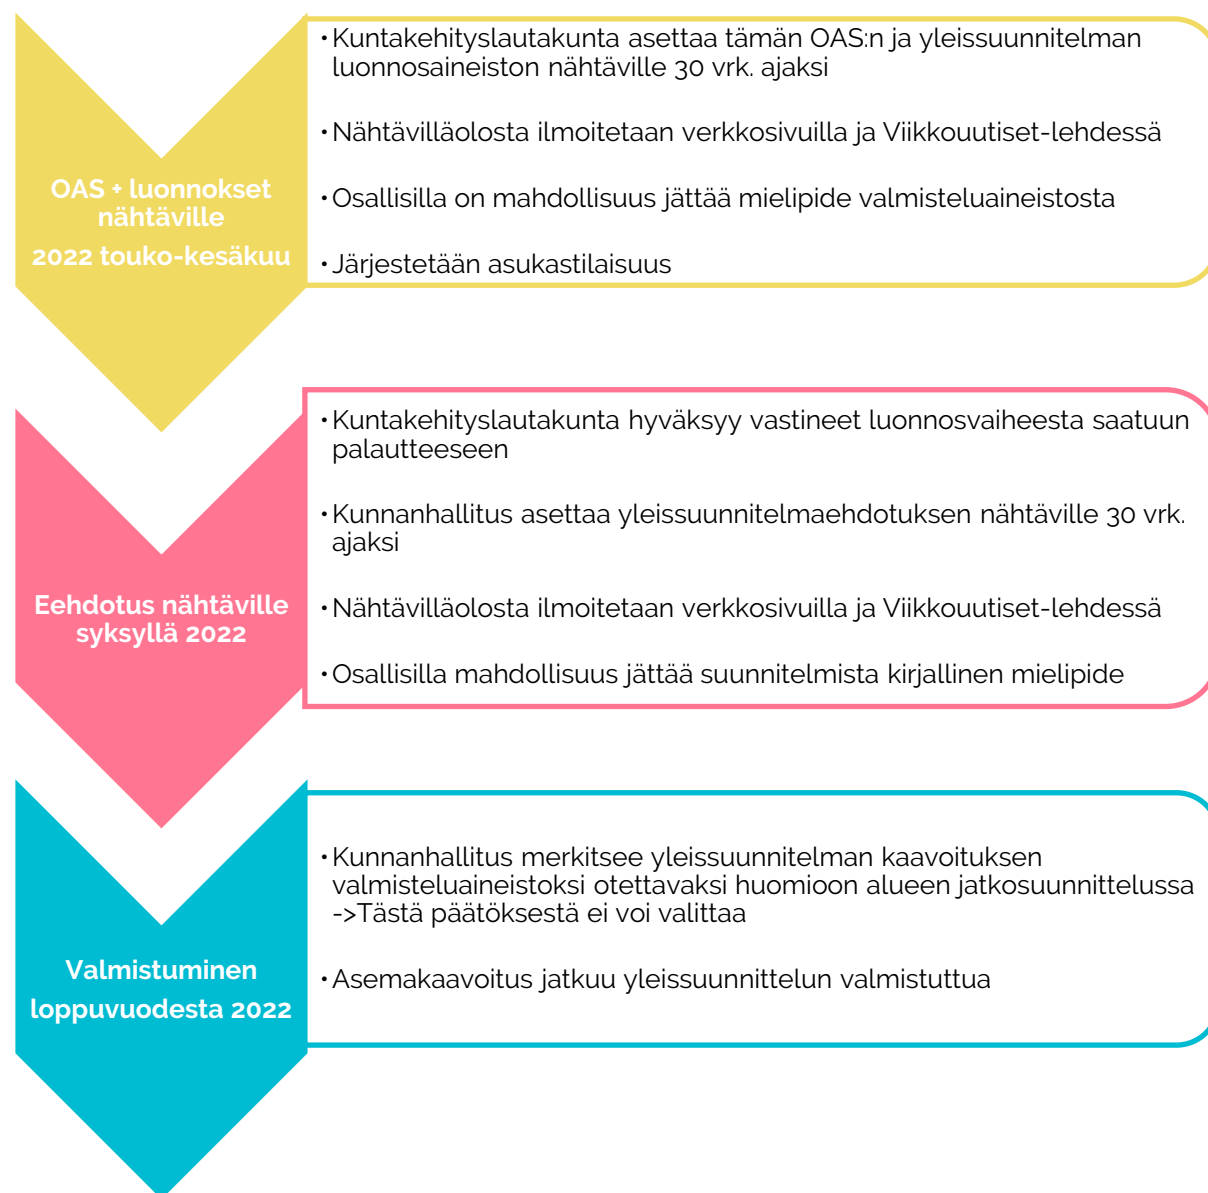 OAS + luonnokset
nähtäville
2022 touko-kesäkuu
•Kuntakehityslautakunta asettaa tämän OAS:n ja yleissuunnitelman
luonnosaineiston nähtäville 30 vrk. ajaksi
•Nähtävilläolosta ilmoitetaan verkkosivuilla ja Viikkouutiset-lehdessä
•Osallisilla on mahdollisuus jättää mielipide valmisteluaineistosta
•Järjestetään asukastilaisuus
Eehdotus nähtäville
syksyllä 2022
•Kuntakehityslautakunta hyväksyy vastineet luonnosvaiheesta saatuun
palautteeseen
•Kunnanhallitus asettaa yleissuunnitelmaehdotuksen nähtäville 30 vrk.
ajaksi
•Nähtävilläolosta ilmoitetaan verkkosivuilla ja Viikkouutiset-lehdessä
•Osallisilla mahdollisuus jättää suunnitelmista kirjallinen mielipide
Valmistuminen
loppuvuodesta 2022
•Kunnanhallitus merkitsee yleissuunnitelman kaavoituksen
valmisteluaineistoksi otettavaksi huomioon alueen jatkosuunnittelussa
->Tästä päätöksestä ei voi valittaa
•Asemakaavoitus jatkuu yleissuunnittelun valmistuttua